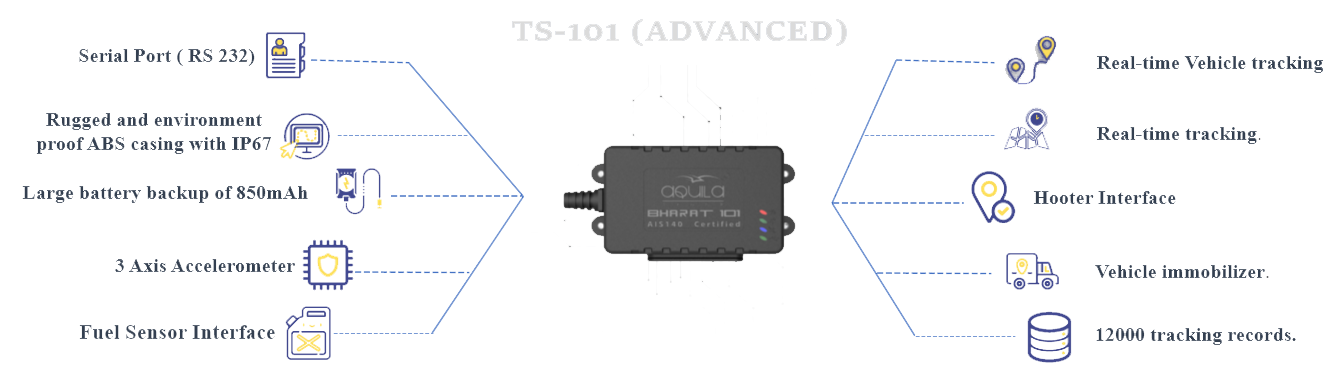 TS-101 (ADVANCED)
Serial Port ( RS 232)
Rugged and environment
proof ABS casing with IP67
Large battery backup of 850mAh
3 Axis Accelerometer
Fuel Sensor Interface
aquila
BHARAT 101
AIS140 Certified
Real-time Vehicle tracking
Real-time tracking.
Hooter Interface
Vehicle immobilizer.
12000 tracking records.